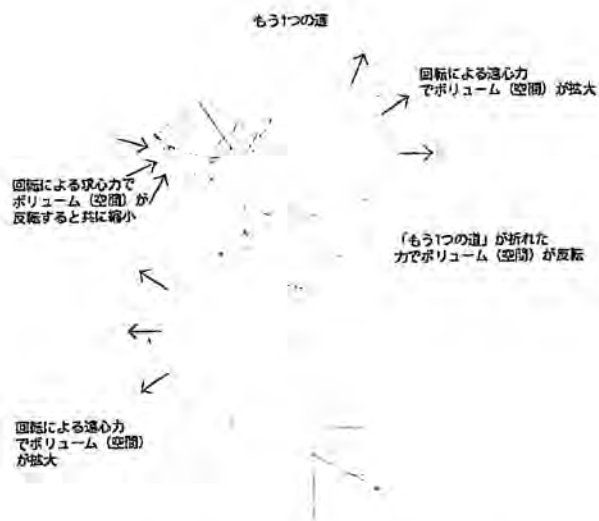 もう1つの道
回転による遠心力
でボリューム（空間）が拡大
回転による求心力で
ボリューム（空間）が
反転すると共に縮小
「もう1つの道」が折れた
力でボリューム（空間）が反転
回転による遠心力
でボリューム（空間）
が拡大